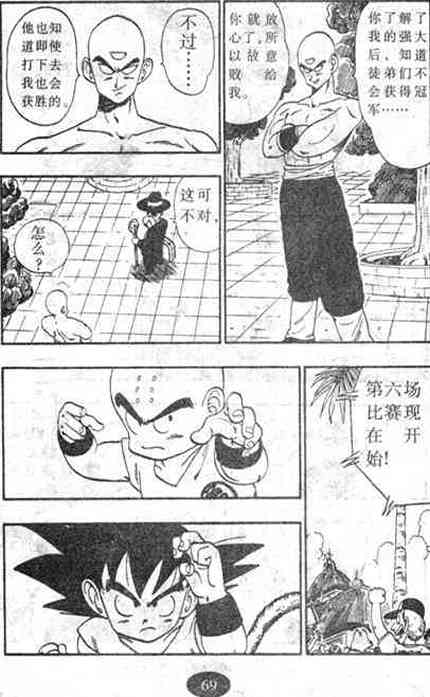 你了解了
我的强大
后、知道
徒弟们不
会获得冠
军……
你就放
心了,所
以故意
败给
我。
不过……
他也知
道即使
打下去
我也会
获胜的。
这可
不对,
怎么?
第六场
比赛现
在开
始!
69